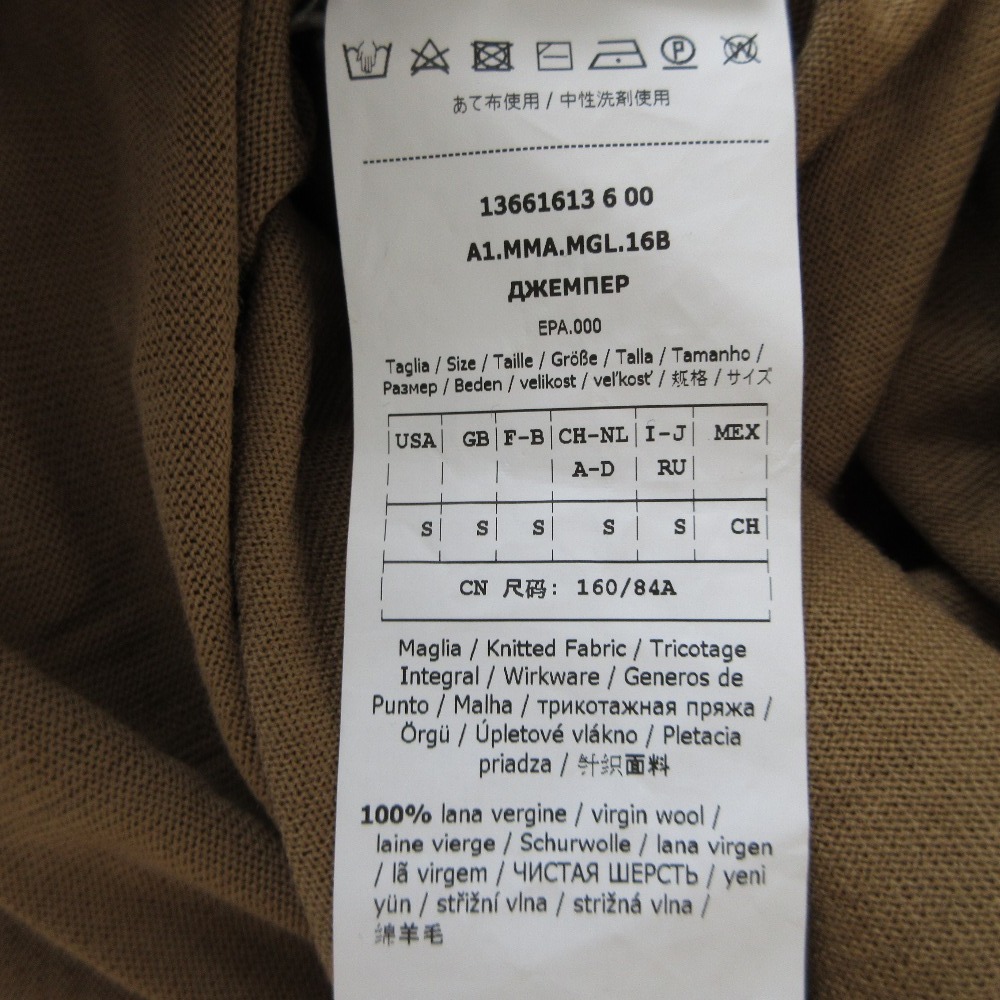 P W
あて布使用 / 中性洗剤使用
13661613 6 00
A1.MMA.MGL.16B
ДЖЕМПЕР
EPA.000
Taglia / Size / Taille / Größe / Talla / Tamanho /
Размер / Beden / velikost / veľkosť / 规格 / サイズ
USA GB F-B CH-NL I-J MEX
A-D RU
S S S S S CH
CN 尺码: 160/84A
Maglia / Knitted Fabric / Tricotage
Integral / Wirkware / Generos de
Punto / Malha / трикотажная пряжа /
Örgü / Úpletové vlákno / Pletacia
priadza / 针织面料
100% lana vergine / virgin wool /
laine vierge / Schurwolle / lana virgen
/ lã virgem / ЧИСТАЯ ШЕРСТЬ / yeni
yün / střižní vlna / strižná vlna /
绵羊毛